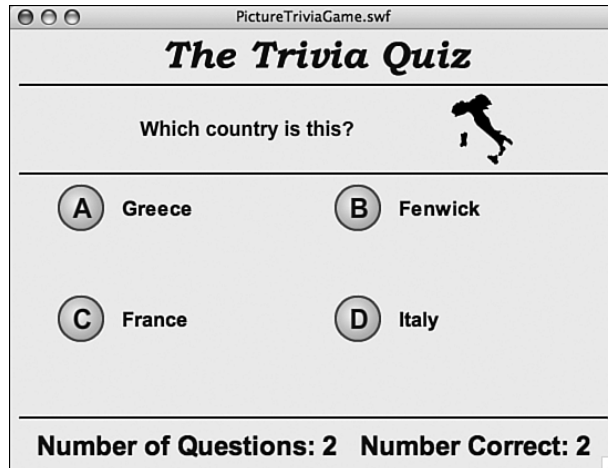 PictureTriviaGame.swf
The Trivia Quiz
Which country is this?
A Greece
B Fenwick
C France
D Italy
Number of Questions: 2 Number Correct: 2